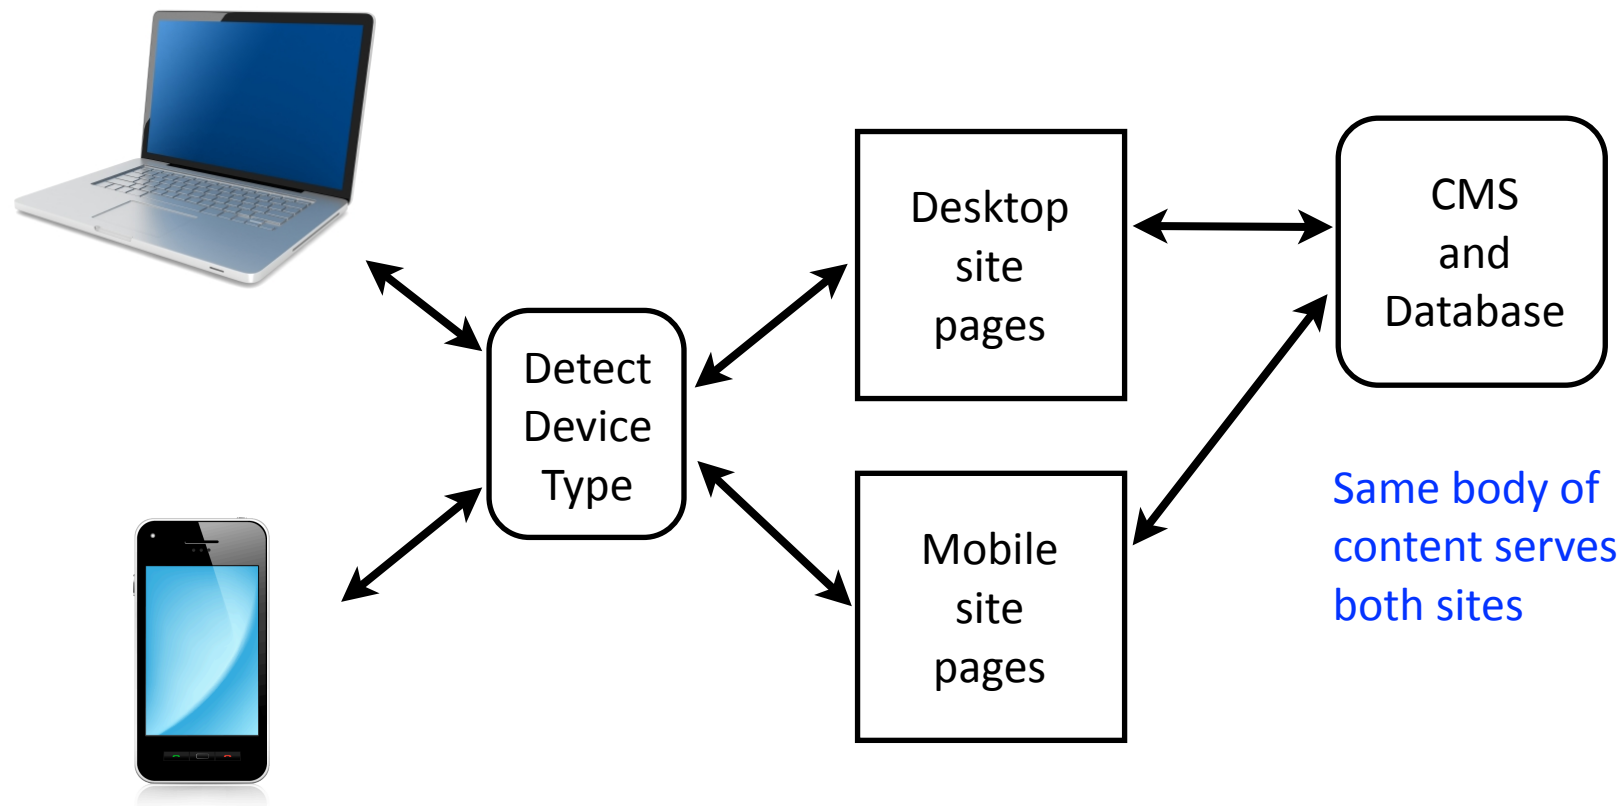 Detect
Device
Type
Desktop
site
pages
Mobile
site
pages
CMS
and
Database
Same body of
content serves
both sites